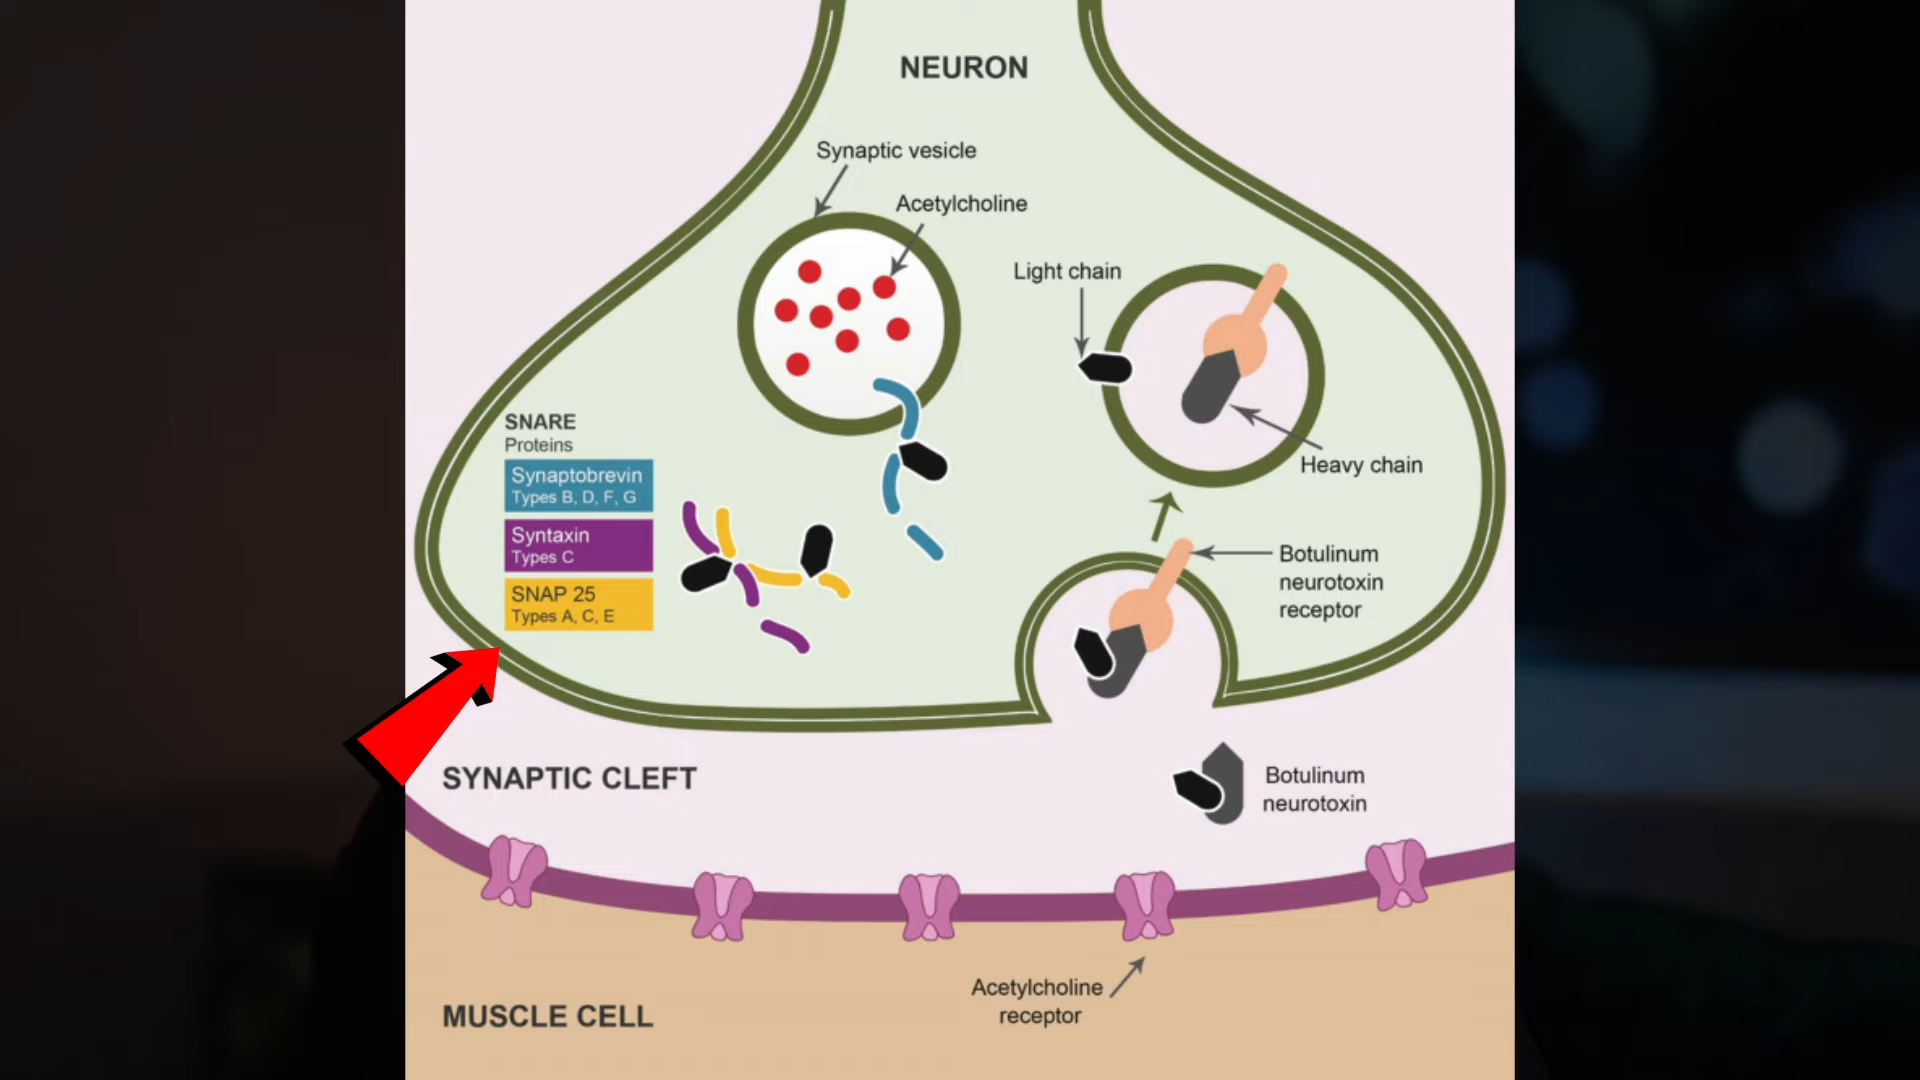 NEURON
Synaptic vesicle
Acetylcholine
Light chain
Heavy chain
SNARE
Proteins
Synaptobrevin
Types B, D, F, G
Syntaxin
Types C
SNAP 25
Types A, C, E
Botulinum
neurotoxin
receptor
SYNAPTIC CLEFT
Botulinum
neurotoxin
Acetylcholine
receptor
MUSCLE CELL